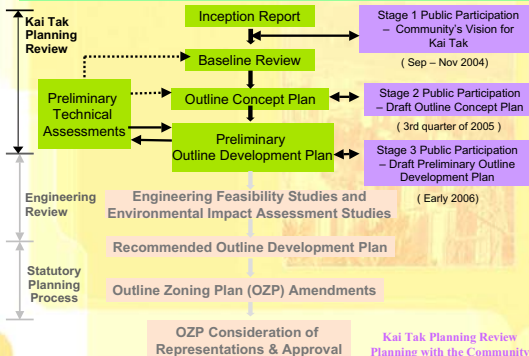 Kai Tak
Planning
Review
Inception Report
Stage 1 Public Participation
– Community's Vision for
Kai Tak
( Sep – Nov 2004)
Baseline Review
Preliminary
Technical
Assessments
Outline Concept Plan
Stage 2 Public Participation
– Draft Outline Concept Plan
( 3rd quarter of 2005 )
Preliminary
Outline Development Plan
Stage 3 Public Participation
– Draft Preliminary Outline
Development Plan
( Early 2006)
Engineering
Review
Engineering Feasibility Studies and
Environmental Impact Assessment Studies
Recommended Outline Development Plan
Statutory
Planning
Process
Outline Zoning Plan (OZP) Amendments
OZP Consideration of
Representations & Approval
Kai Tak Planning Review
Planning with the Community